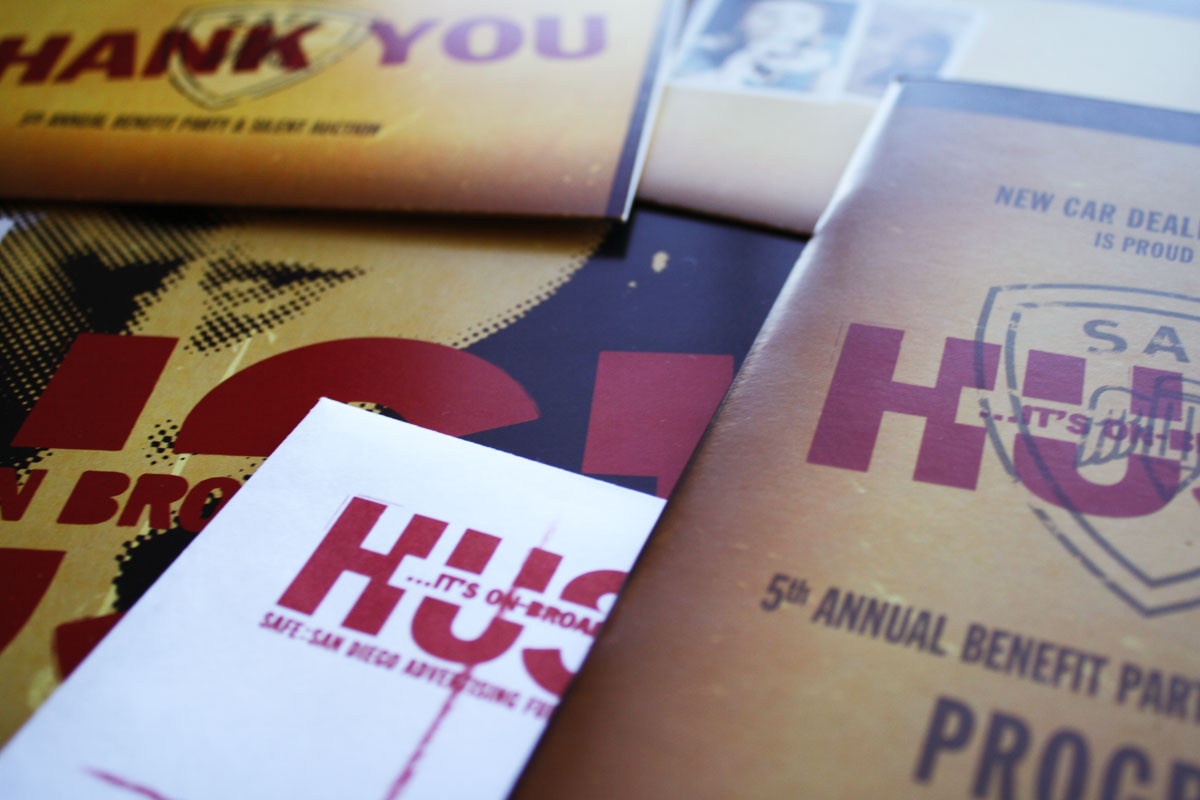 THANK YOU
5TH ANNUAL BENEFIT PARTY & SILENT AUCTION
NEW CAR DEAL
IS PROUD
SA
HUS
...IT'S ON-B
5th ANNUAL BENEFIT PART
PROG
N BRO
HUS
...IT'S ON-BROA
SAFE::SAN DIEGO ADVERTISING FU